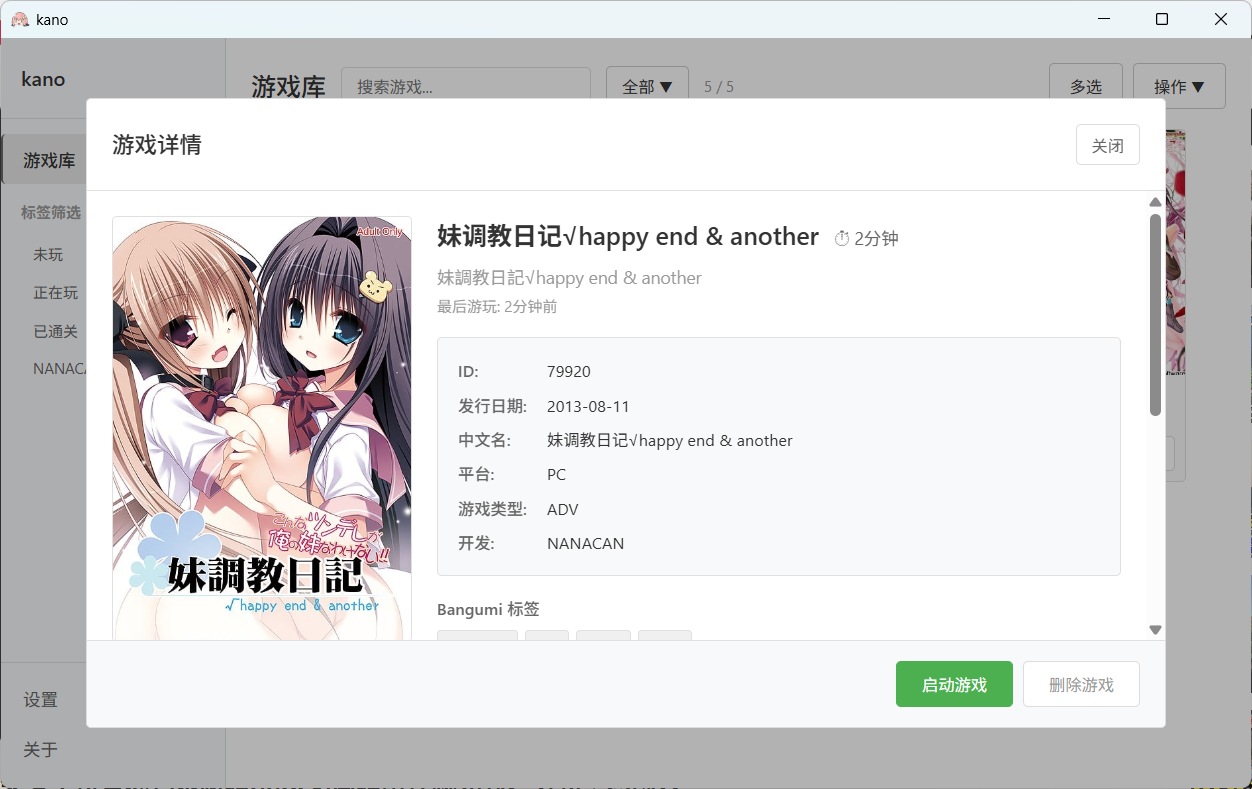 kano
kano
游戏库
搜索游戏...
全部 ▼
5 / 5
多选
操作 ▼
游戏库
标签筛选
未玩
正在玩
已通关
NANACA
设置
关于
游戏详情
关闭
Adult Only
こんなツンデレが
俺の妹なわけない!!
妹調教日記
√happy end & another
妹调教日记√happy end & another
2分钟
妹調教日記√happy end & another
最后游玩: 2分钟前
ID: 79920
发行日期: 2013-08-11
中文名: 妹调教日记√happy end & another
平台: PC
游戏类型: ADV
开发: NANACAN
Bangumi 标签
启动游戏
删除游戏